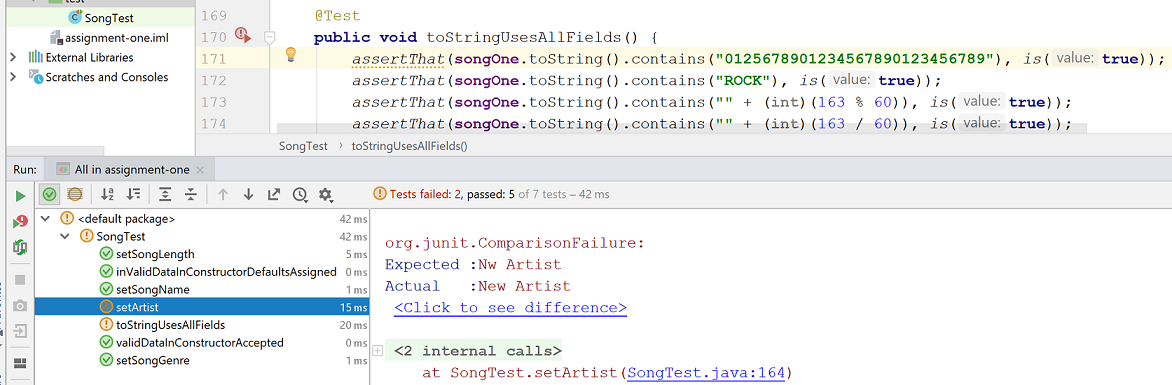 test
SongTest
assignment-one.iml
External Libraries
Scratches and Consoles
169 @Test
170 public void toStringUsesAllFields() {
171 assertThat(songOne.toString().contains("01256789012345678901​23456789"), is( value: true));
172 assertThat(songOne.toString().contains("ROCK"), is( value: true));
173 assertThat(songOne.toString().contains("" + (int)(163 % 60)), is( value: true));
174 assertThat(songOne.toString().contains("" + (int)(163 / 60)), is( value: true));
SongTest › toStringUsesAllFields()
Run: All in assignment-one ×
Tests failed: 2, passed: 5 of 7 tests – 42 ms
<default package> 42 ms
SongTest 42 ms
setSongLength 5 ms
inValidDataInConstructorDefaultsAssigned 0 ms
setSongName 1 ms
setArtist 15 ms
toStringUsesAllFields 20 ms
validDataInConstructorAccepted 0 ms
setSongGenre 1 ms
org.junit.ComparisonFailure:
Expected :Nw Artist
Actual :New Artist
<Click to see difference>
<2 internal calls>
at SongTest.setArtist(SongTest.java:164)